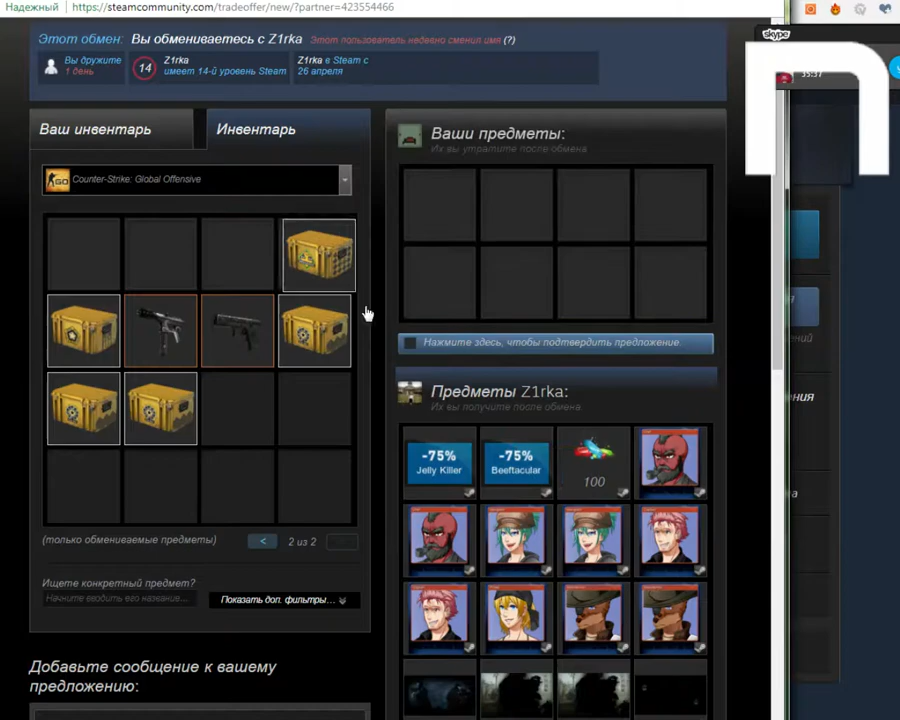 Надежный
https://steamcommunity.com/tradeoffer/new/?partner=423554466
skype
Этот обмен:
Вы обмениваетесь с Z1rka
Этот пользователь недавно сменил имя (?)
Вы дружите
1 день
14
Z1rka
имеет 14-й уровень Steam
Z1rka в Steam с
26 апреля
35:37
Ваш инвентарь
Инвентарь
Ваши предметы:
Их вы утратите после обмена
Counter-Strike: Global Offensive
Нажмите здесь, чтобы подтвердить предложение.
Предметы Z1rka:
Их вы получите после обмена.
-75%
Jelly Killer
-75%
Beeftacular
100
(только обмениваемые предметы)
<
2 из 2
Ищете конкретный предмет?
Начните вводить его название...
Показать доп. фильтры...
Добавьте сообщение к вашему
предложению: